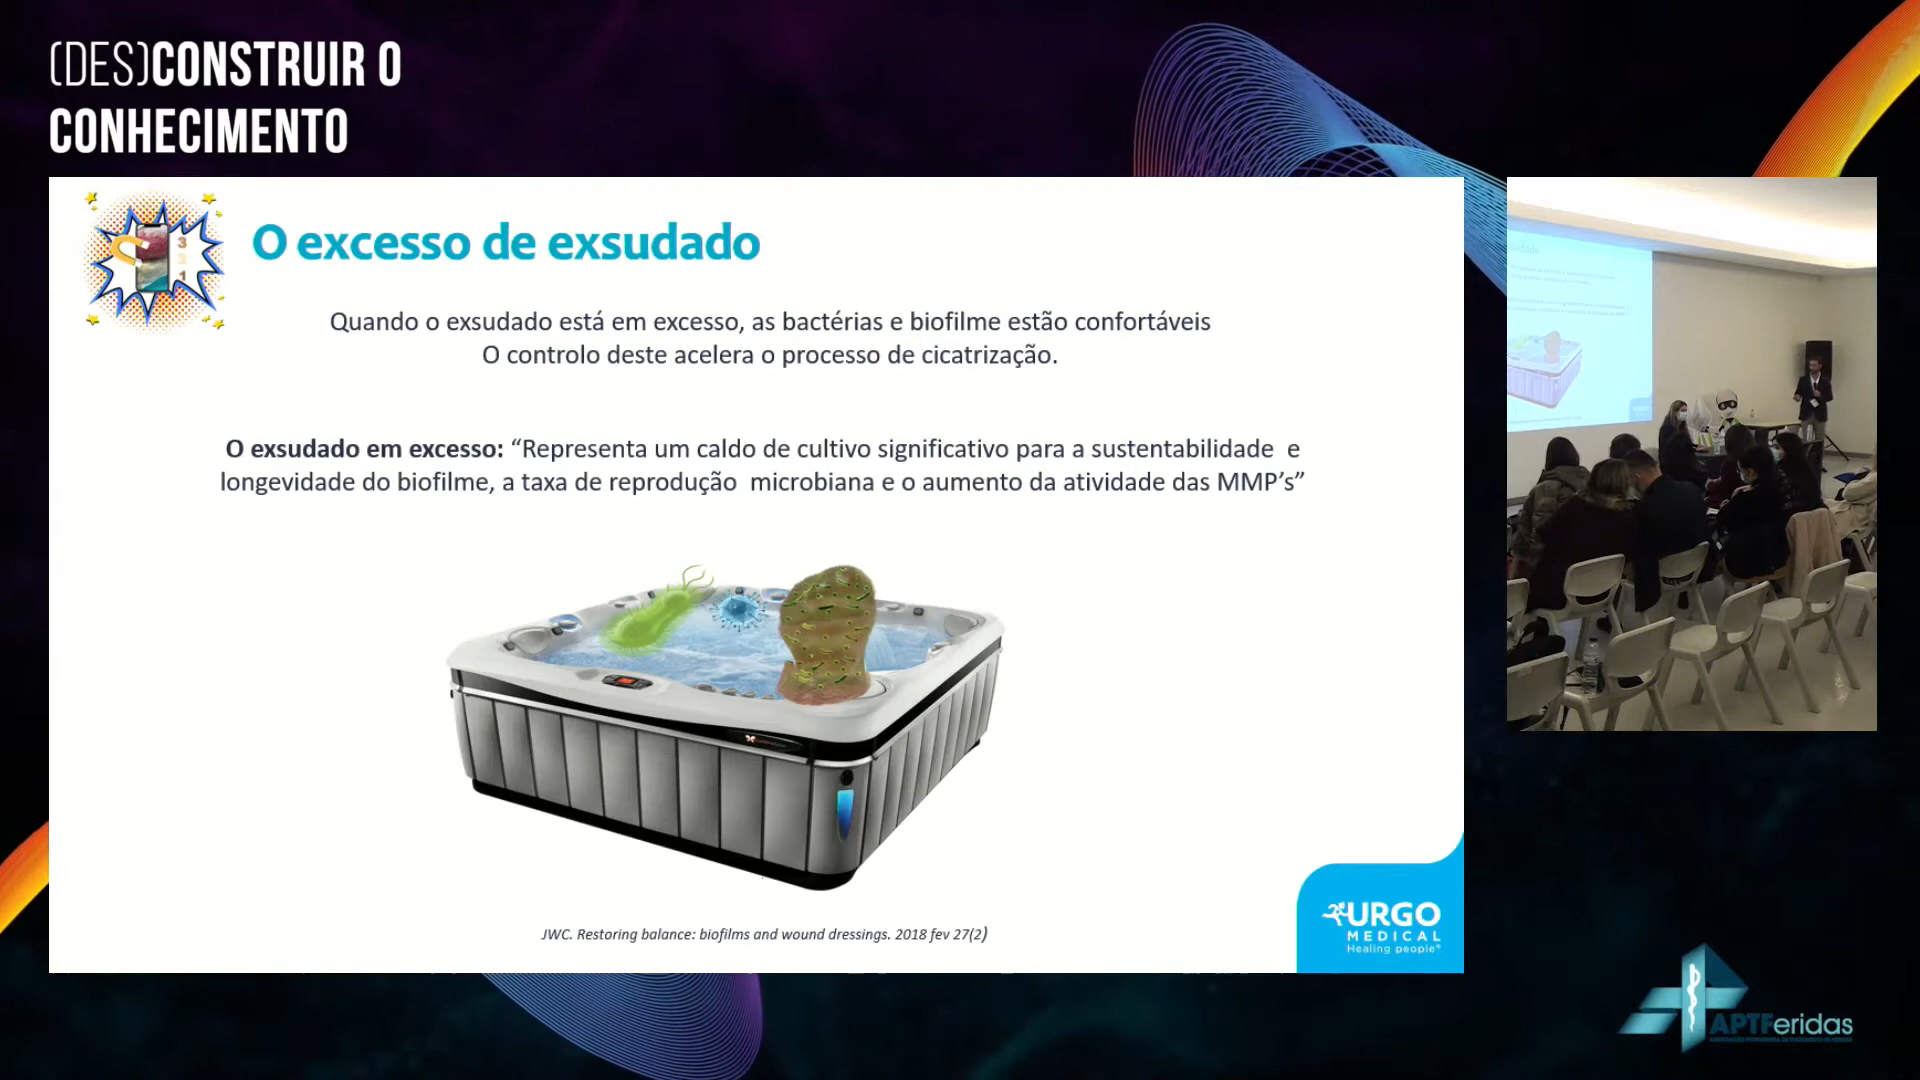 (DES)CONSTRUIR O
CONHECIMENTO
O excesso de exsudado
3
2
1
Quando o exsudado está em excesso, as bactérias e biofilme estão confortáveis
O controlo deste acelera o processo de cicatrização.
O exsudado em excesso: “Representa um caldo de cultivo significativo para a sustentabilidade e
longevidade do biofilme, a taxa de reprodução microbiana e o aumento da atividade das MMP’s”
JWC. Restoring balance: biofilms and wound dressings. 2018 fev 27(2)
URGO
MEDICAL
Healing people®
APTFeridas